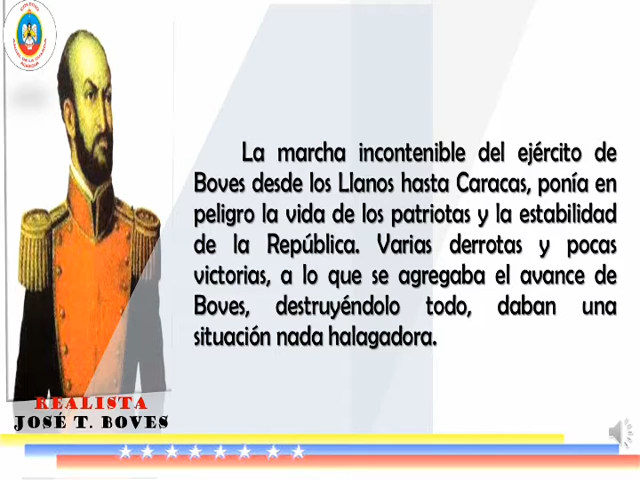 La marcha incontenible del ejército de
Boves desde los Llanos hasta Caracas, ponía en
peligro la vida de los patriotas y la estabilidad
de la República. Varias derrotas y pocas
victorias, a lo que se agregaba el avance de
Boves, destruyéndolo todo, daban una
situación nada halagadora.
REALISTA
JOSÉ T. BOVES